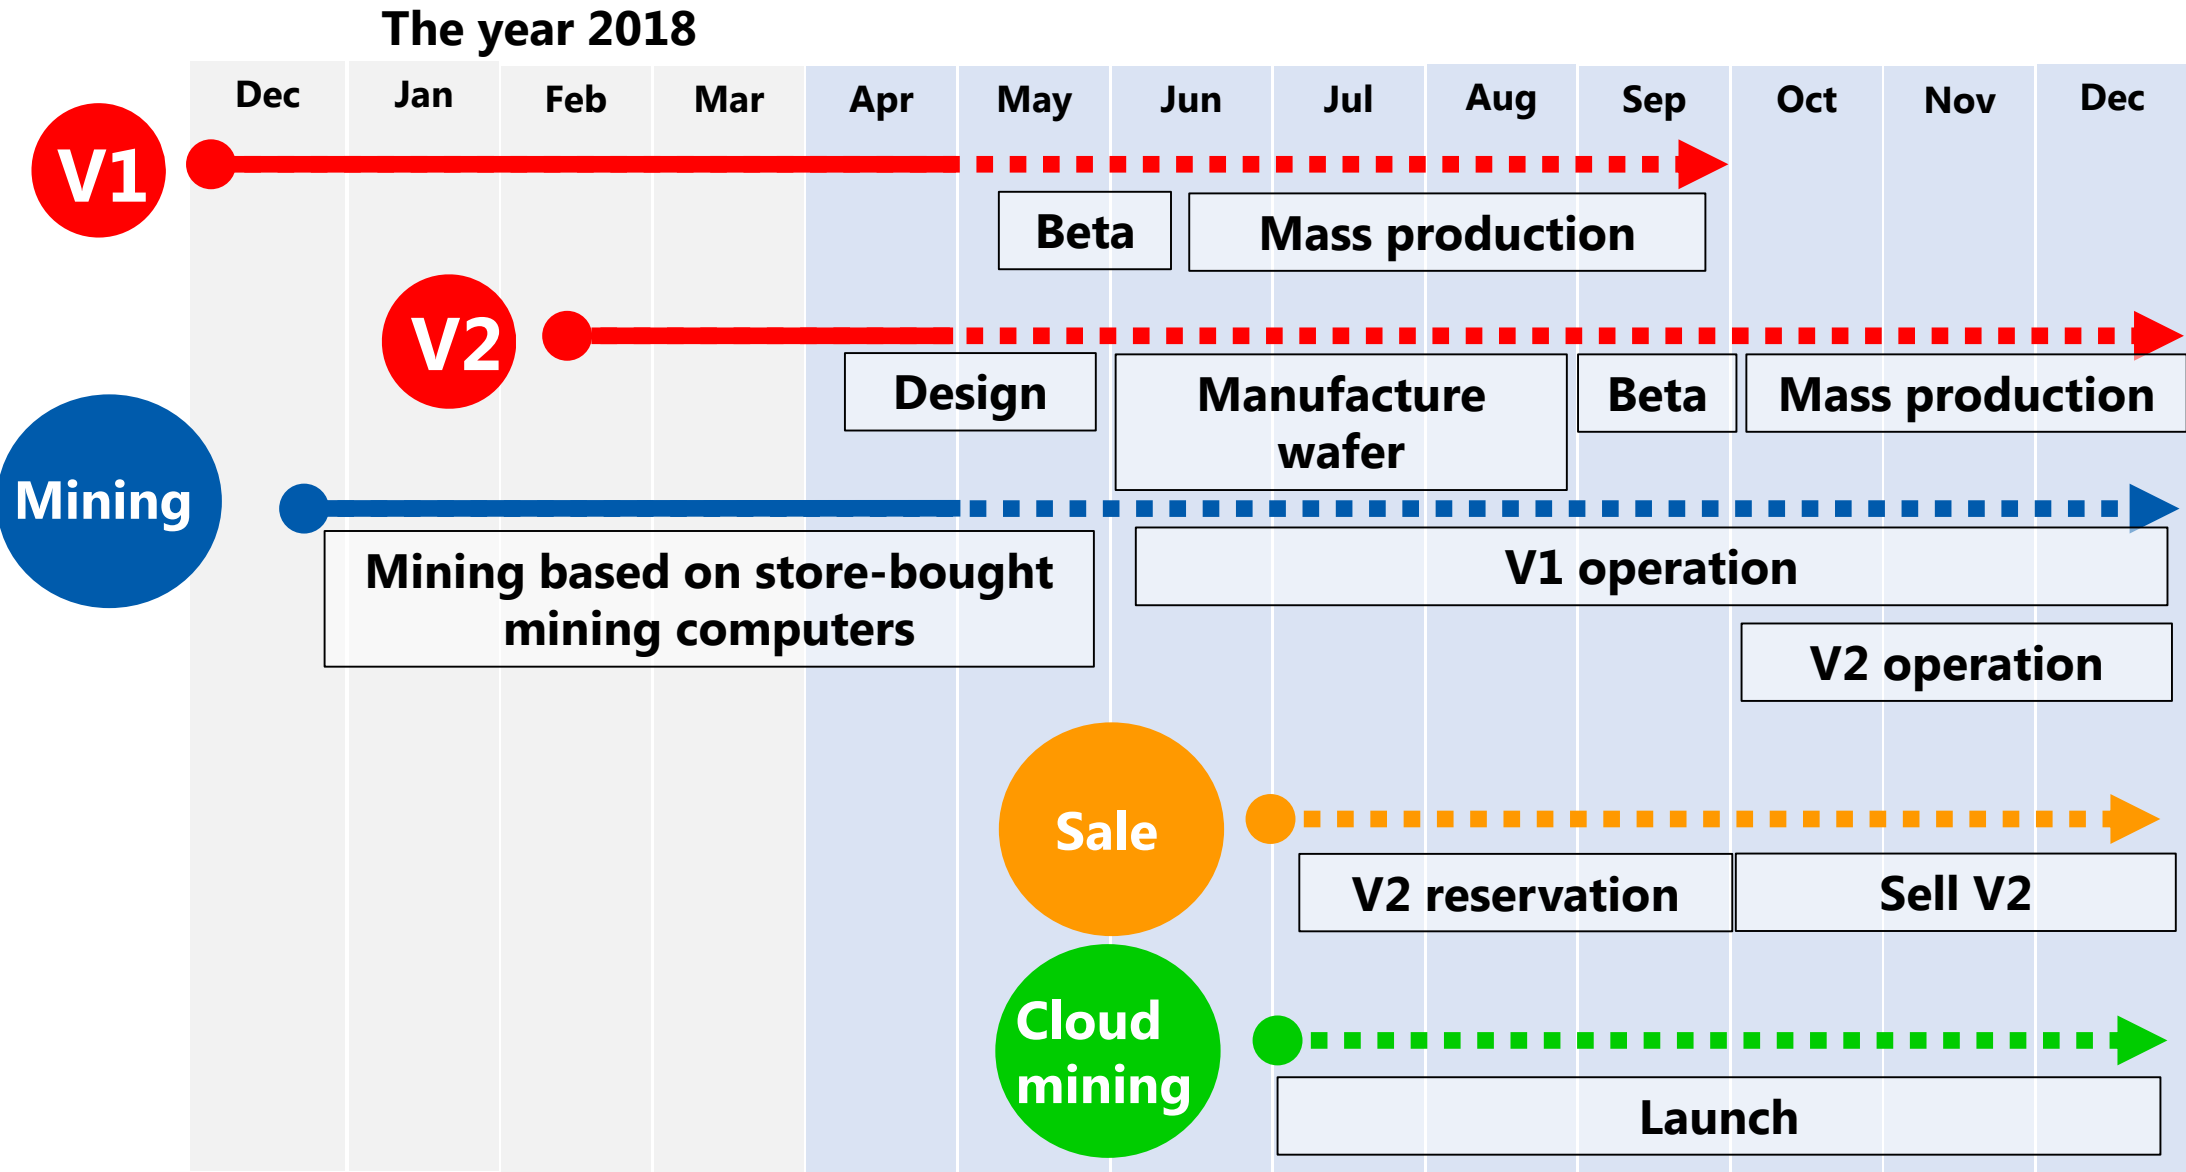 The year 2018
Dec Jan Feb Mar Apr May Jun Jul Aug Sep Oct Nov Dec
V1
Beta Mass production
V2
Design Manufacture Beta Mass production
wafer
Mining
V1 operation
Mining based on store-bought
mining computers
V2 operation
Sale
V2 reservation Sell V2
Cloud
mining
Launch